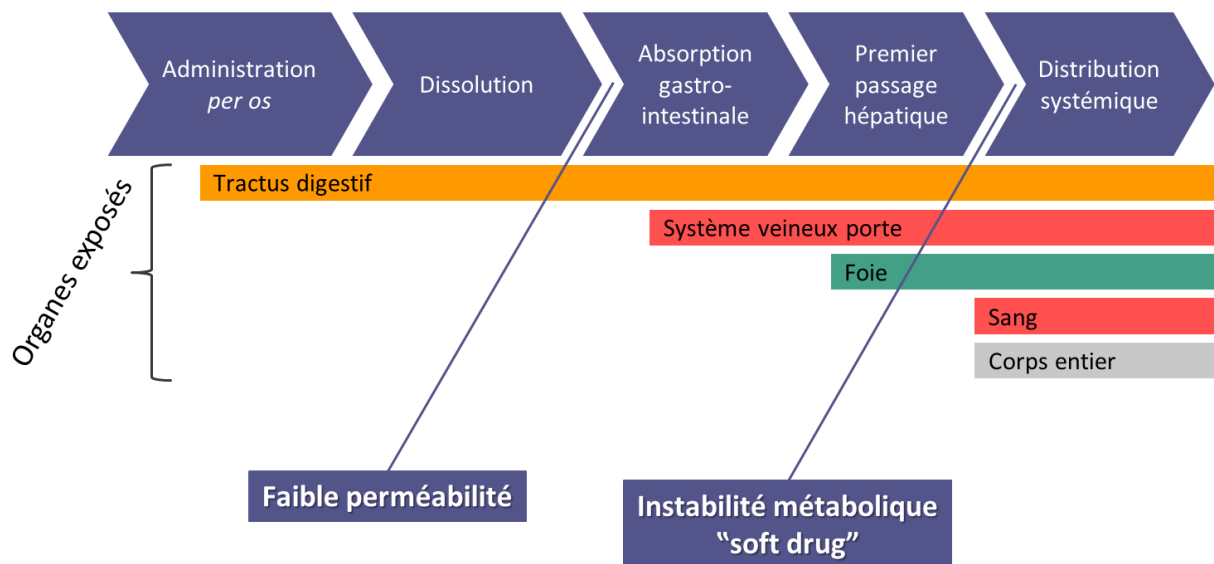 Administration
per os
Dissolution
Absorption
gastro-
intestinale
Premier
passage
hépatique
Distribution
systémique
Organes exposés
Tractus digestif
Système veineux porte
Foie
Sang
Corps entier
Faible perméabilité
Instabilité métabolique
‟soft drug”